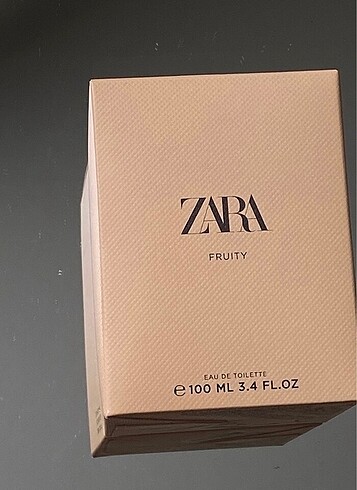 ZARA
FRUITY
EAU DE TOILETTE
℮100 ML 3.4 FL.OZ